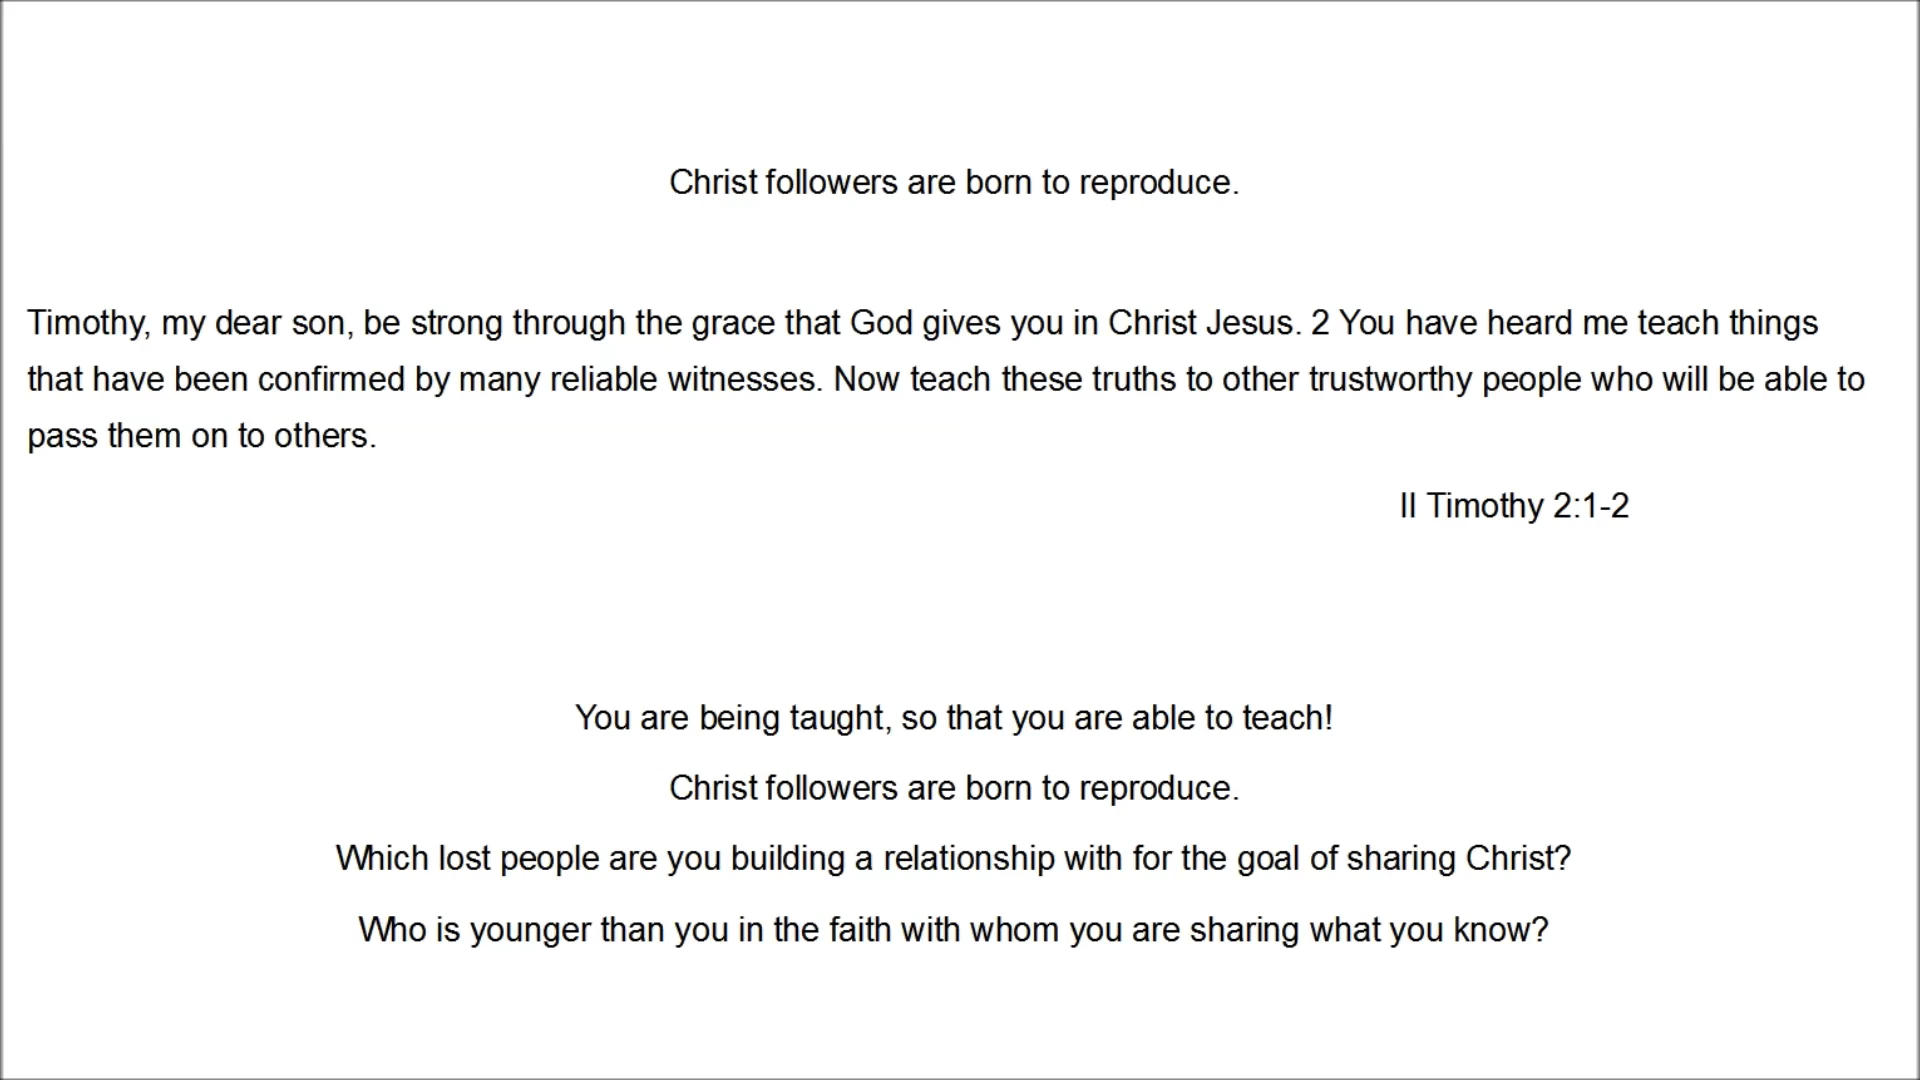 Christ followers are born to reproduce.
Timothy, my dear son, be strong through the grace that God gives you in Christ Jesus. 2 You have heard me teach things
that have been confirmed by many reliable witnesses. Now teach these truths to other trustworthy people who will be able to
pass them on to others.
II Timothy 2:1-2
You are being taught, so that you are able to teach!
Christ followers are born to reproduce.
Which lost people are you building a relationship with for the goal of sharing Christ?
Who is younger than you in the faith with whom you are sharing what you know?